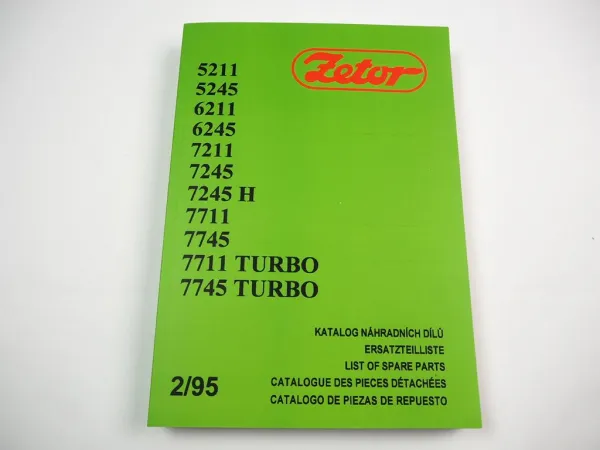 Zetor
5211
5245
6211
6245
7211
7245
7245 H
7711
7745
7711 TURBO
7745 TURBO
KATALOG NÁHRADNÍCH DÍLŮ
ERSATZTEILLISTE
LIST OF SPARE PARTS
CATALOGUE DES PIECES DÉTACHÉES
CATALOGO DE PIEZAS DE REPUESTO
2/95